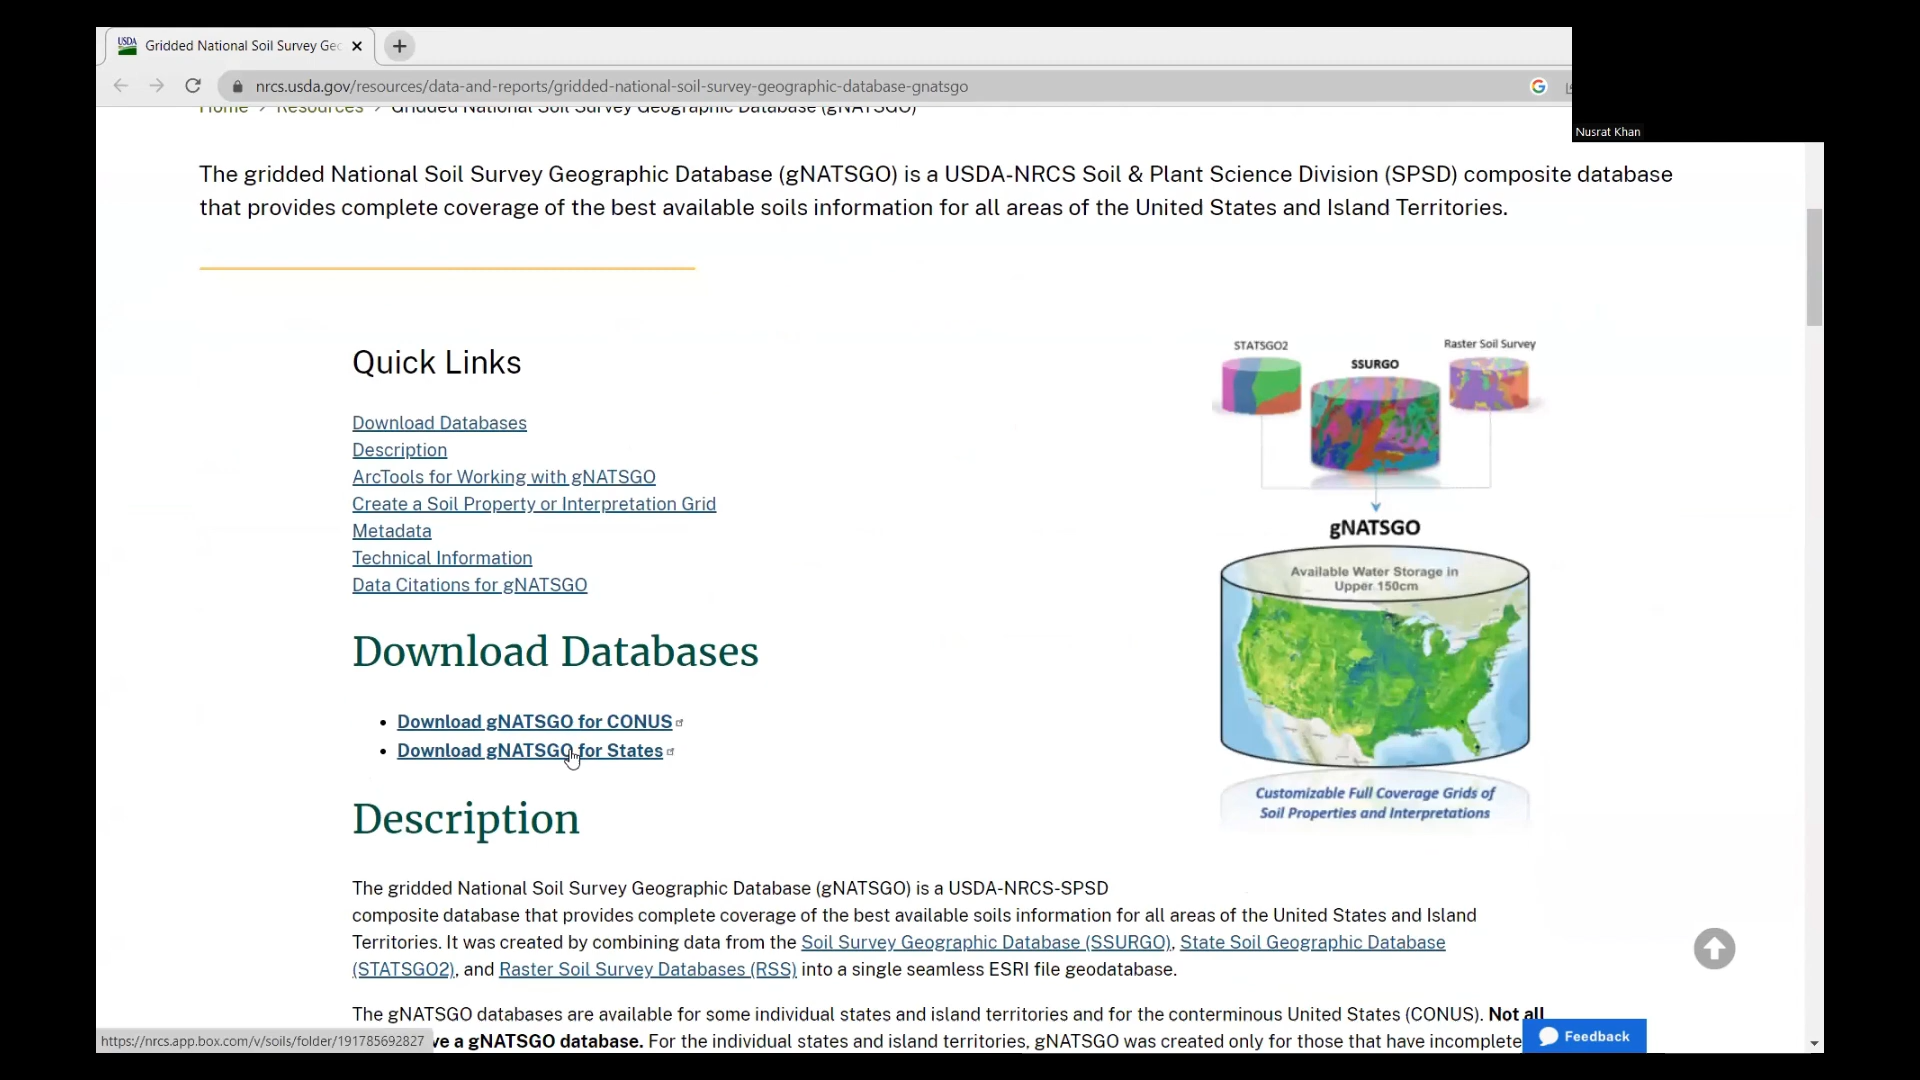 USDA
Gridded National Soil Survey Geo
nrcs.usda.gov/resources/data-and-reports/gridded-national-soil-survey-geographic-database-gnatsgo
Nusrat Khan
Home > Resources > Gridded National Soil Survey Geographic Database (gNATSGO)
The gridded National Soil Survey Geographic Database (gNATSGO) is a USDA-NRCS Soil & Plant Science Division (SPSD) composite database
that provides complete coverage of the best available soils information for all areas of the United States and Island Territories.
Quick Links
Download Databases
Description
ArcTools for Working with gNATSGO
Create a Soil Property or Interpretation Grid
Metadata
Technical Information
Data Citations for gNATSGO
STATSGO2
SSURGO
Raster Soil Survey
gNATSGO
Available Water Storage in
Upper 150cm
Customizable Full Coverage Grids of
Soil Properties and Interpretations
Download Databases
• Download gNATSGO for CONUS
• Download gNATSGO for States
Description
The gridded National Soil Survey Geographic Database (gNATSGO) is a USDA-NRCS-SPSD
composite database that provides complete coverage of the best available soils information for all areas of the United States and Island
Territories. It was created by combining data from the Soil Survey Geographic Database (SSURGO), State Soil Geographic Database
(STATSGO2), and Raster Soil Survey Databases (RSS) into a single seamless ESRI file geodatabase.
The gNATSGO databases are available for some individual states and island territories and for the conterminous United States (CONUS). Not all
ve a gNATSGO database. For the individual states and island territories, gNATSGO was created only for those that have incomplete
https://nrcs.app.box.com/v/soils/folder/191785692827
Feedback